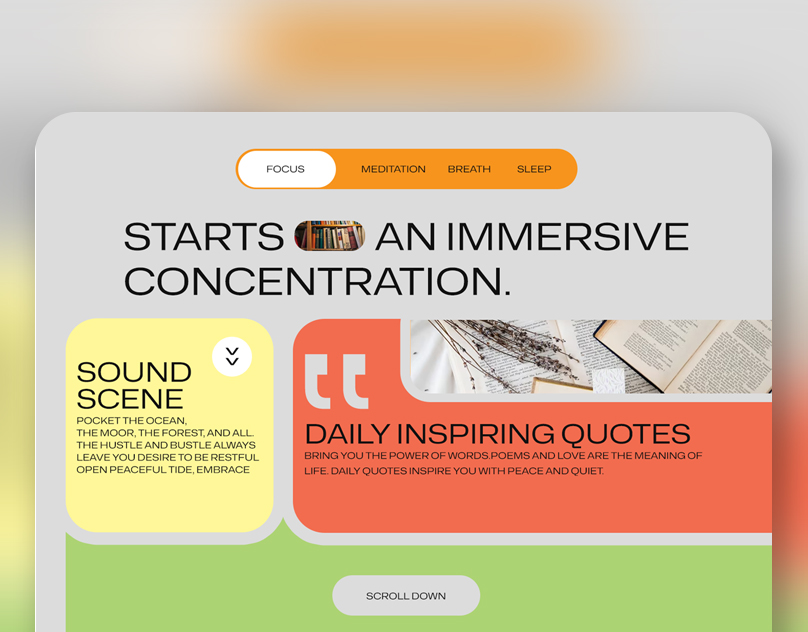 FOCUS
MEDITATION
BREATH
SLEEP
STARTS AN IMMERSIVE
CONCENTRATION.
SOUND
SCENE
POCKET THE OCEAN,
THE MOOR, THE FOREST, AND ALL.
THE HUSTLE AND BUSTLE ALWAYS
LEAVE YOU DESIRE TO BE RESTFUL
OPEN PEACEFUL TIDE, EMBRACE
“
DAILY INSPIRING QUOTES
BRING YOU THE POWER OF WORDS.POEMS AND LOVE ARE THE MEANING OF
LIFE. DAILY QUOTES INSPIRE YOU WITH PEACE AND QUIET.
SCROLL DOWN